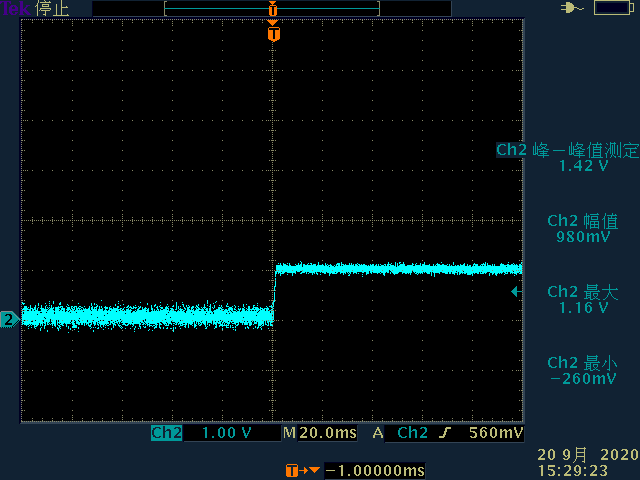 Tek 停止
T
T
Ch2 峰－峰值测定
1.42 V
Ch2 幅值
980mV
Ch2 最大
1.16 V
Ch2 最小
－260mV
2
Ch2 1.00 V M 20.0ms A Ch2 560mV
T －1.00000ms
20 9月 2020
15:29:23